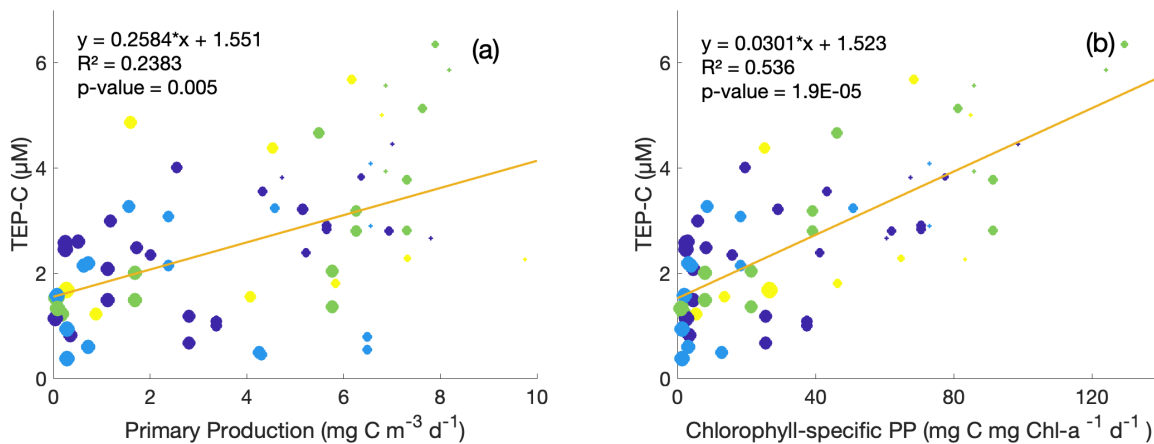 y = 0.2584*x + 1.551
R² = 0.2383
p-value = 0.005
(a)
6
4
2
0
TEP-C (µM)
0 2 4 6 8 10
Primary Production (mg C m⁻³ d⁻¹)
y = 0.0301*x + 1.523
R² = 0.536
p-value = 1.9E-05
(b)
6
4
2
0
TEP-C (µM)
0 40 80 120
Chlorophyll-specific PP (mg C mg Chl-a ⁻¹ d⁻¹)